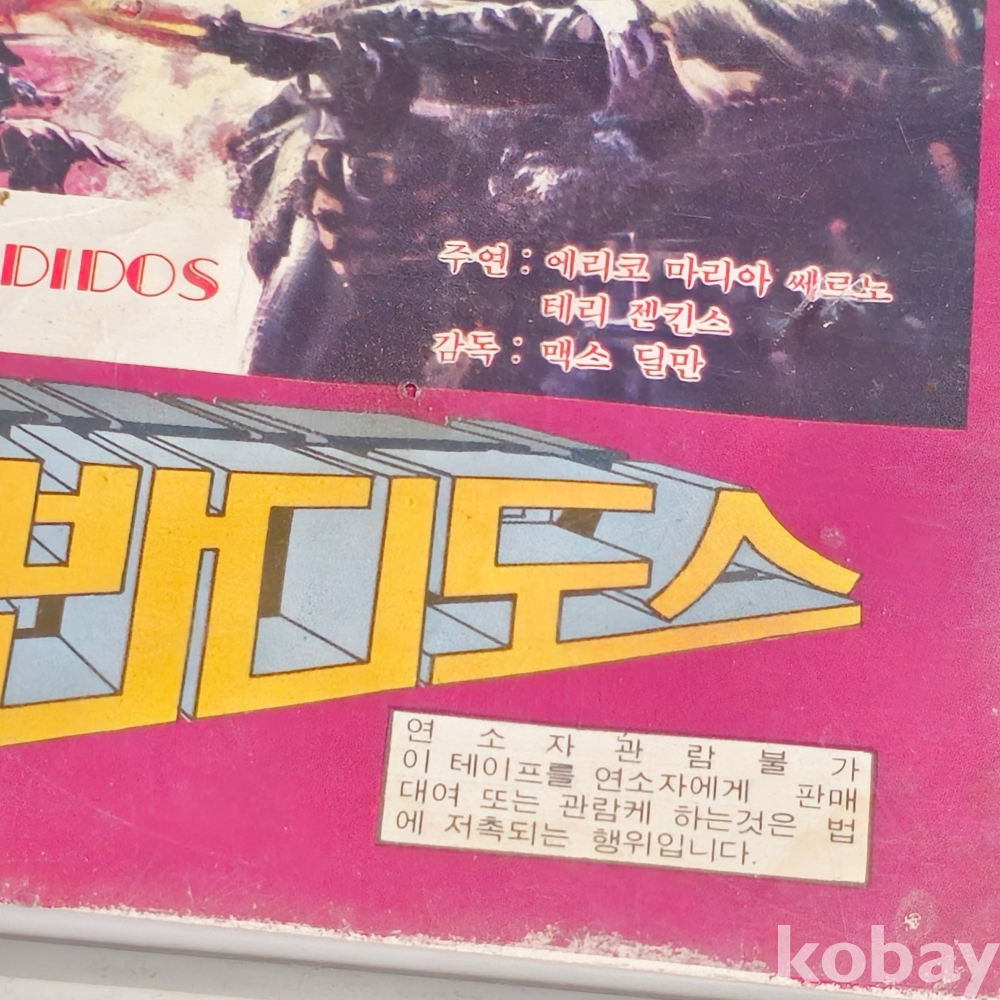 DIDOS
주연 : 에리코 마리아 쎄르노
테리 젠킨스
감독 : 맥스 딜만
밴디도스
연소자관람불가
이 테이프를 연소자에게 판매
대여 또는 관람케 하는것은 법
에 저촉되는 행위입니다.
kobay